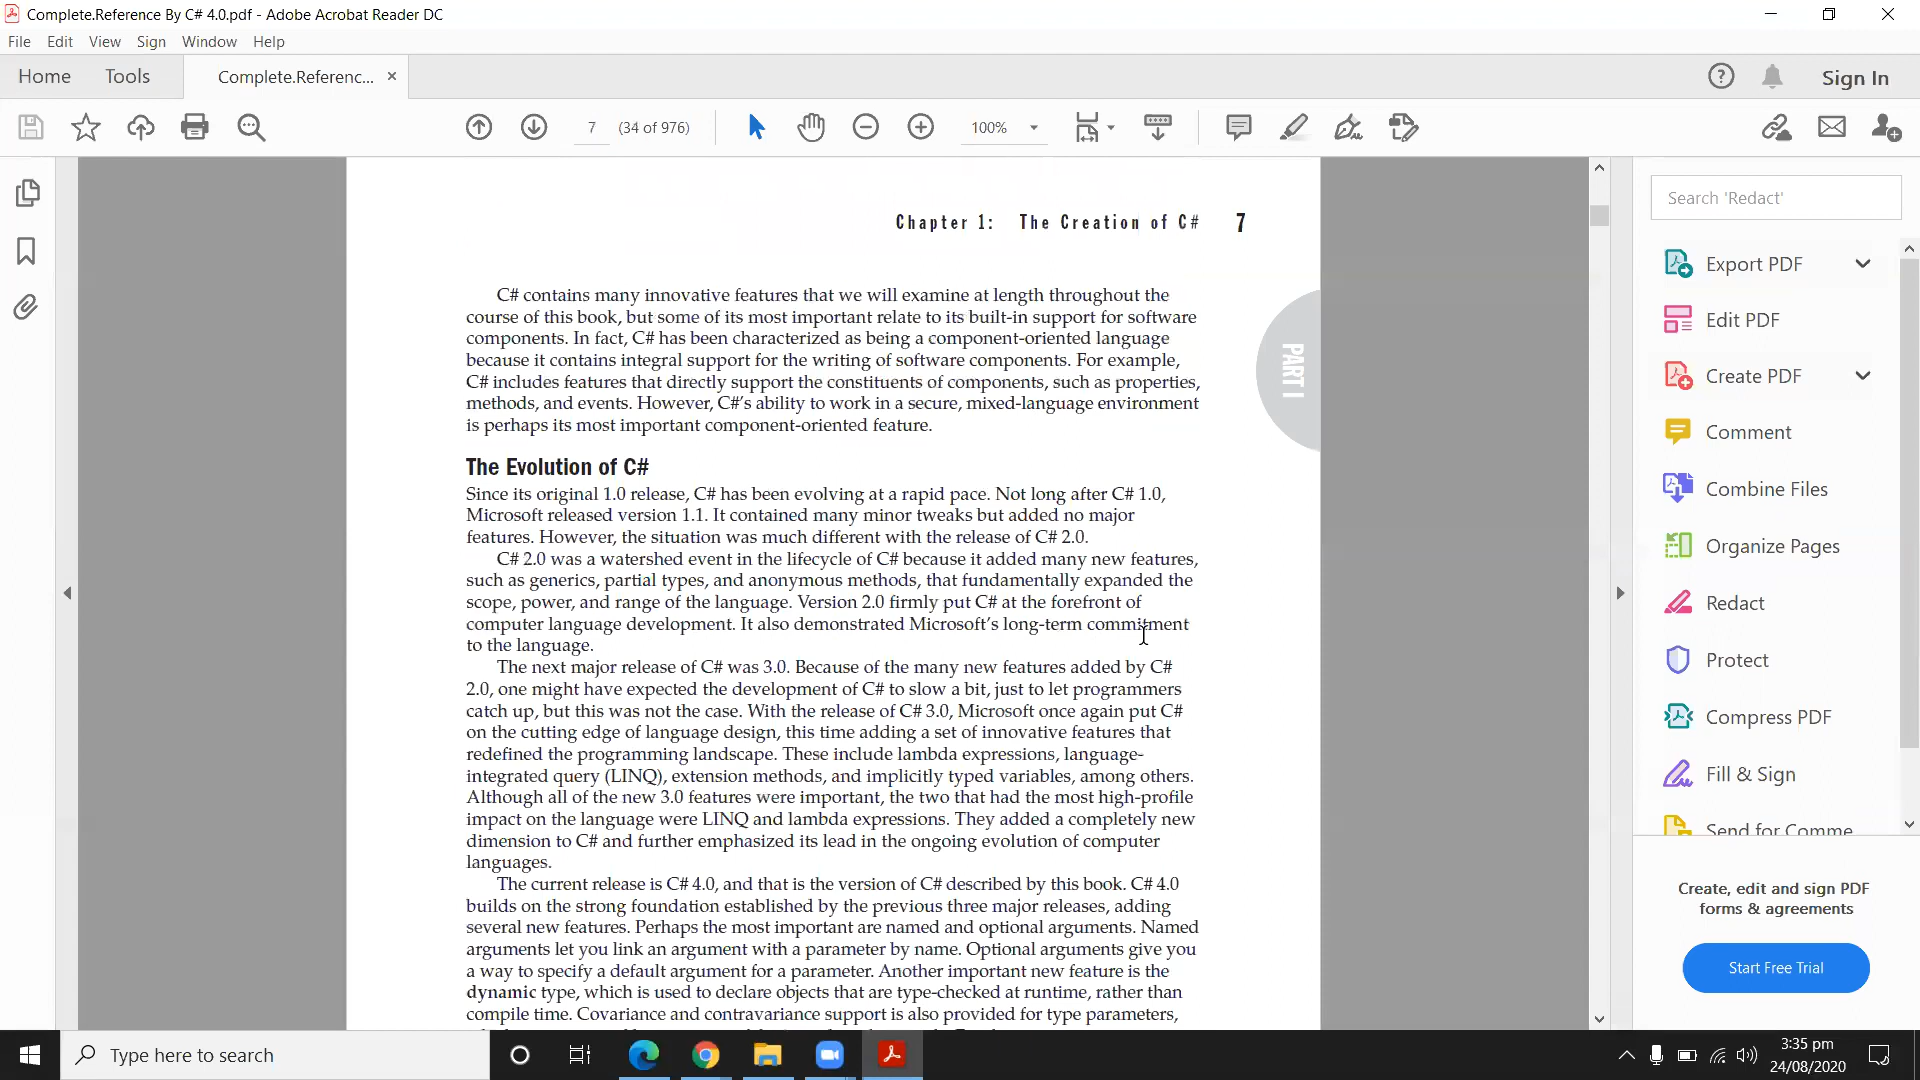 Complete.Reference By C# 4.0.pdf - Adobe Acrobat Reader DC
File Edit View Sign Window Help
Home Tools Complete.Referenc... × Sign In
7 (34 of 976) 100%
Search 'Redact'
Chapter 1: The Creation of C# 7
C# contains many innovative features that we will examine at length throughout the
course of this book, but some of its most important relate to its built-in support for software
components. In fact, C# has been characterized as being a component-oriented language
because it contains integral support for the writing of software components. For example,
C# includes features that directly support the constituents of components, such as properties,
methods, and events. However, C#'s ability to work in a secure, mixed-language environment
is perhaps its most important component-oriented feature.
PART I
The Evolution of C#
Since its original 1.0 release, C# has been evolving at a rapid pace. Not long after C# 1.0,
Microsoft released version 1.1. It contained many minor tweaks but added no major
features. However, the situation was much different with the release of C# 2.0.
C# 2.0 was a watershed event in the lifecycle of C# because it added many new features,
such as generics, partial types, and anonymous methods, that fundamentally expanded the
scope, power, and range of the language. Version 2.0 firmly put C# at the forefront of
computer language development. It also demonstrated Microsoft's long-term commitment
to the language.
The next major release of C# was 3.0. Because of the many new features added by C#
2.0, one might have expected the development of C# to slow a bit, just to let programmers
catch up, but this was not the case. With the release of C# 3.0, Microsoft once again put C#
on the cutting edge of language design, this time adding a set of innovative features that
redefined the programming landscape. These include lambda expressions, language-
integrated query (LINQ), extension methods, and implicitly typed variables, among others.
Although all of the new 3.0 features were important, the two that had the most high-profile
impact on the language were LINQ and lambda expressions. They added a completely new
dimension to C# and further emphasized its lead in the ongoing evolution of computer
languages.
The current release is C# 4.0, and that is the version of C# described by this book. C# 4.0
builds on the strong foundation established by the previous three major releases, adding
several new features. Perhaps the most important are named and optional arguments. Named
arguments let you link an argument with a parameter by name. Optional arguments give you
a way to specify a default argument for a parameter. Another important new feature is the
dynamic type, which is used to declare objects that are type-checked at runtime, rather than
compile time. Covariance and contravariance support is also provided for type parameters,
Export PDF
Edit PDF
Create PDF
Comment
Combine Files
Organize Pages
Redact
Protect
Compress PDF
Fill & Sign
Send for Comme
Create, edit and sign PDF
forms & agreements
Start Free Trial
Type here to search
3:35 pm
24/08/2020